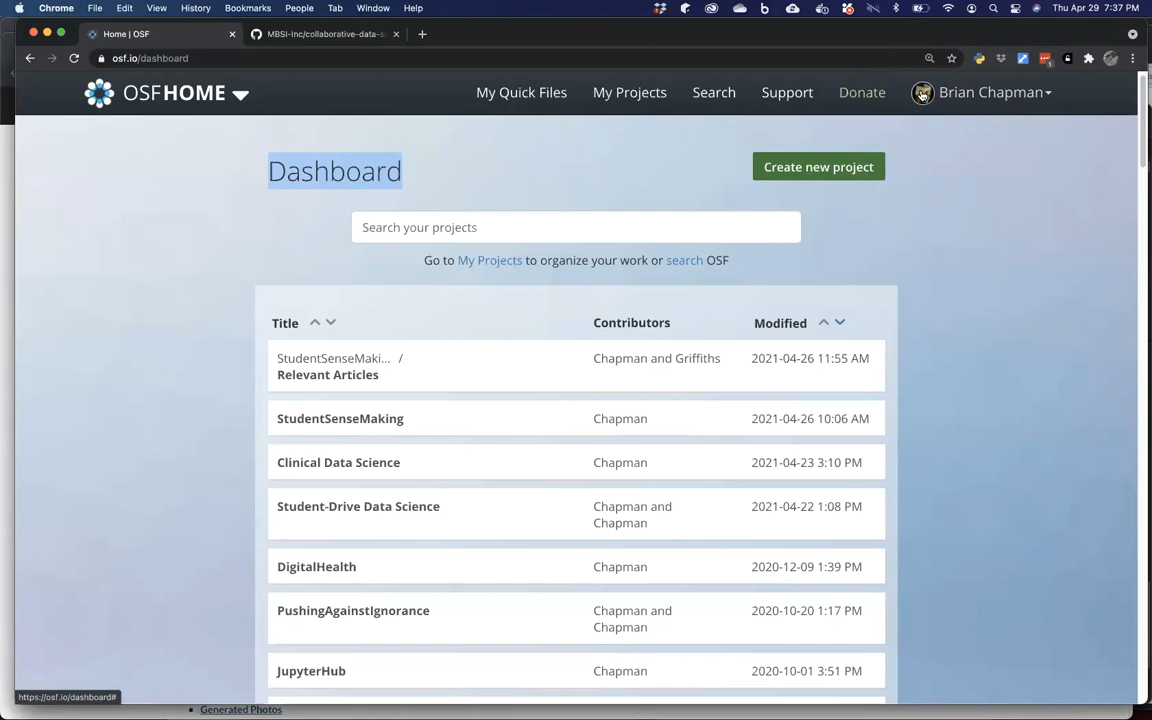 Chrome File Edit View History Bookmarks People Tab Window Help Thu Apr 29 7:37 PM
Home | OSF MBSI-Inc/collaborative-data-s
osf.io/dashboard
OSFHOME My Quick Files My Projects Search Support Donate Brian Chapman
Dashboard Create new project
Search your projects
Go to My Projects to organize your work or search OSF
Title Contributors Modified
StudentSenseMaki... / Chapman and Griffiths 2021-04-26 11:55 AM
Relevant Articles
StudentSenseMaking Chapman 2021-04-26 10:06 AM
Clinical Data Science Chapman 2021-04-23 3:10 PM
Student-Drive Data Science Chapman and 2021-04-22 1:08 PM
Chapman
DigitalHealth Chapman 2020-12-09 1:39 PM
PushingAgainstIgnorance Chapman and 2020-10-20 1:17 PM
Chapman
JupyterHub Chapman 2020-10-01 3:51 PM
https://osf.io/dashboard#
Generated Photos